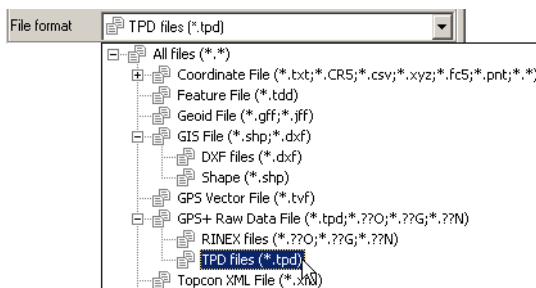 File format
TPD files (*.tpd)
All files (*.*)
Coordinate File (*.txt;*.CR5;*.csv;*.xyz;*.fc5;*.pnt;*.*)
Feature File (*.tdd)
Geoid File (*.gff;*.jff)
GIS File (*.shp;*.dxf)
DXF files (*.dxf)
Shape (*.shp)
GPS Vector File (*.tvf)
GPS+ Raw Data File (*.tpd;*.??O;*.??G;*.??N)
RINEX files (*.??O;*.??G;*.??N)
TPD files (*.tpd)
Topcon XML File